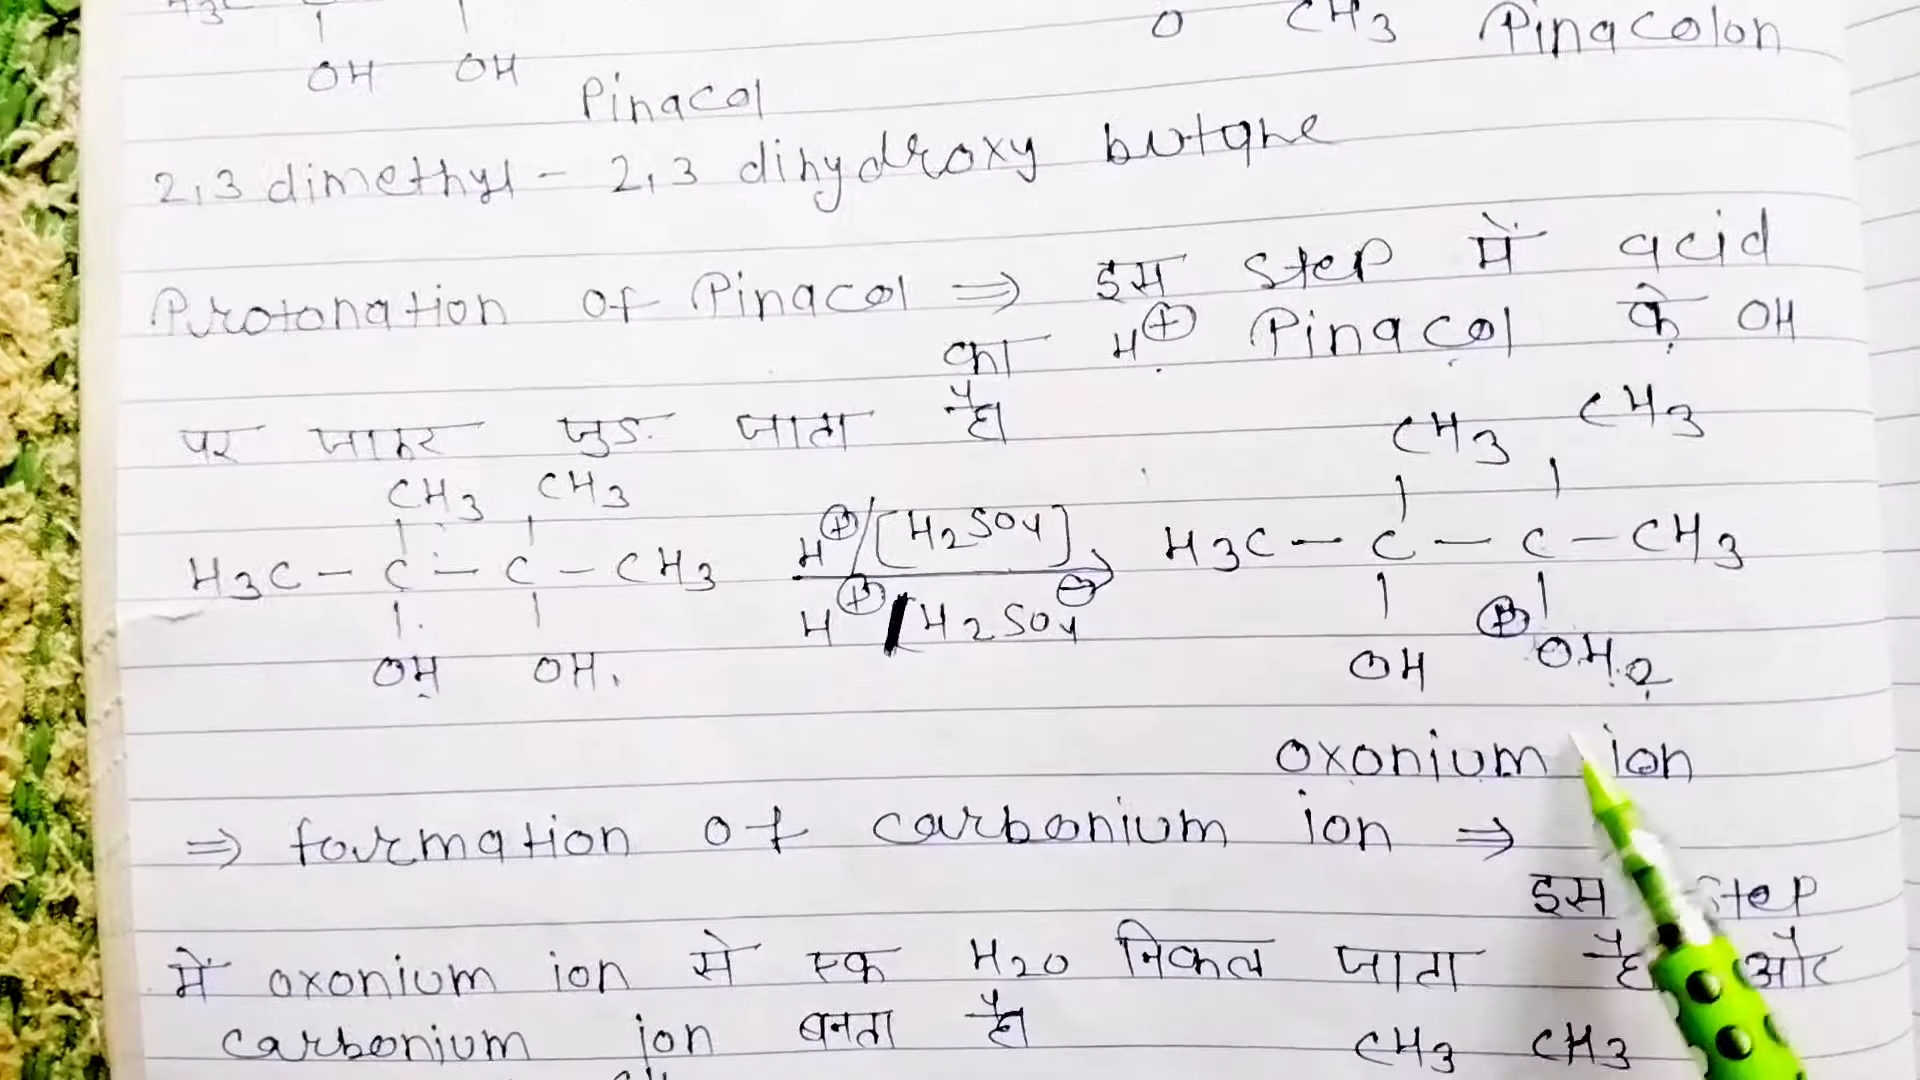 H3C
OH OH
O CH3 Pinacolon
Pinacol
2,3 dimethyl - 2,3 dihydroxy butane
Protonation of Pinacol ⇒ इस step में acid
का H⊕ Pinacol के OH
पर जाकर जुड़ जाता है
CH3 CH3
CH3 CH3
H3C - C - C - CH3
OH OH
H⊕/[H2SO4]
H⊕/H2SO4⊖
H3C - C - C - CH3
OH ⊕OH2
oxonium ion
⇒ formation of carbonium ion ⇒
इस step
में oxonium ion से एक H2O निकल जाता है और
carbonium ion बनता है
CH3 CH3